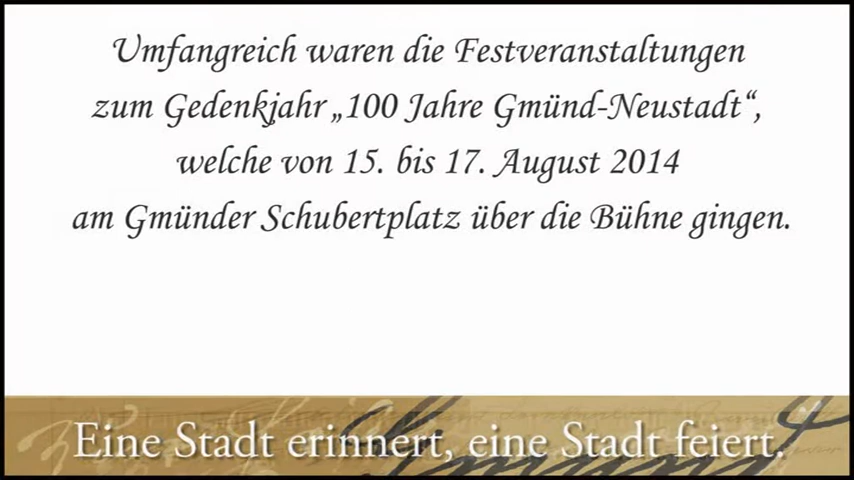 Umfangreich waren die Festveranstaltungen
zum Gedenkjahr „100 Jahre Gmünd-Neustadt“,
welche von 15. bis 17. August 2014
am Gmünder Schubertplatz über die Bühne gingen.
Eine Stadt erinnert, eine Stadt feiert.